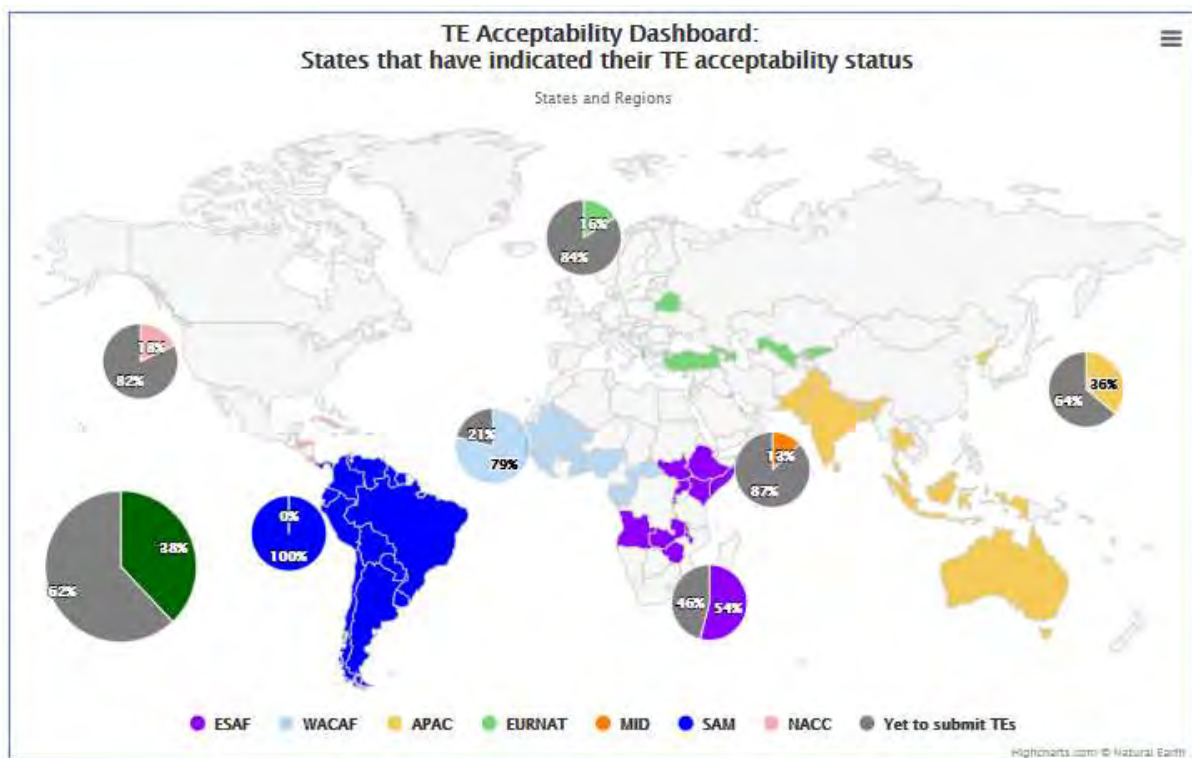 TE Acceptability Dashboard:
States that have indicated their TE acceptability status
States and Regions
16%
84%
18%
82%
36%
64%
21%
79%
13%
87%
38%
62%
0%
100%
46%
54%
ESAF
WACAF
APAC
EURNAT
MID
SAM
NACC
Yet to submit TEs
Highcharts.com © Natural Earth